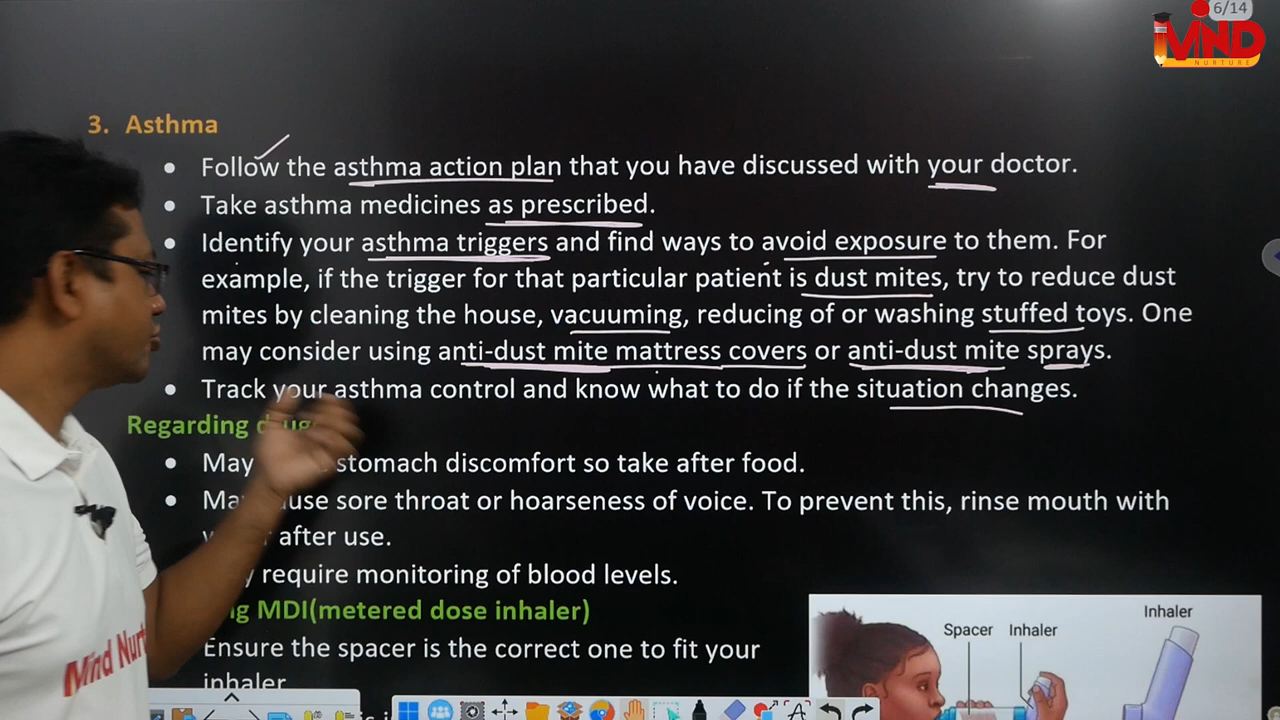 6/14
MIND
NURTURE
3. Asthma
• Follow the asthma action plan that you have discussed with your doctor.
• Take asthma medicines as prescribed.
• Identify your asthma triggers and find ways to avoid exposure to them. For
example, if the trigger for that particular patient is dust mites, try to reduce dust
mites by cleaning the house, vacuuming, reducing of or washing stuffed toys. One
may consider using anti-dust mite mattress covers or anti-dust mite sprays.
• Track your asthma control and know what to do if the situation changes.
Regarding
• May stomach discomfort so take after food.
• May cause sore throat or hoarseness of voice. To prevent this, rinse mouth with
after use.
require monitoring of blood levels.
MDI(metered dose inhaler)
Ensure the spacer is the correct one to fit your
inhaler
Spacer Inhaler
Inhaler
Mind Nurt